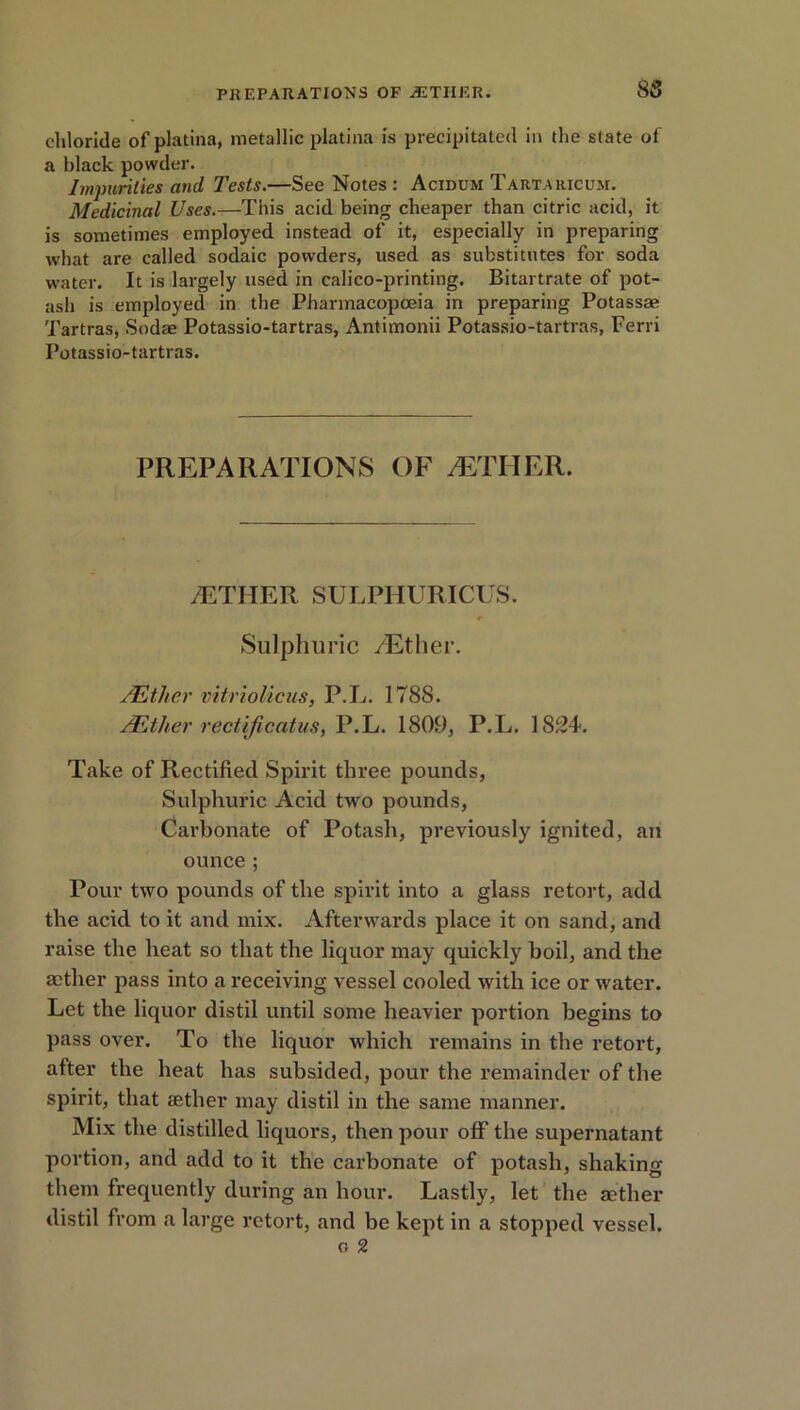 PREPARATIONS OF ÆTHER. 83
chloride of platina, metallic platina is precipitated in the state of
a black powder.
Impurities and Tests.—See Notes : Acidum Tartaricum.
Medicinal Uses.—This acid being cheaper than citric acid, it
is sometimes employed instead of it, especially in preparing
what are called sodaic powders, used as substitutes for soda
water. It is largely used in calico-printing. Bitartrate of pot-
ash is employed in the Pharmacopœia in preparing Potassæ
Tartras, Sodæ Potassio-tartras, Antimonii Potassio-tartras, Ferri
Potassio-tartras.
PREPARATIONS OF ÆTHER.
ÆTHER SULPHURICUS.
Sulphuric Æther.
Æther vitriolicus, P.L. 1788.
Æther rectificatus, P.L. 1809, P.L. 1824.
Take of Rectified Spirit three pounds,
Sulphuric Acid two pounds,
Carbonate of Potash, previously ignited, an
ounce ;
Pour two pounds of the spirit into a glass retort, add
the acid to it and mix. Afterwards place it on sand, and
raise the heat so that the liquor may quickly boil, and the
æther pass into a receiving vessel cooled with ice or water.
Let the liquor distil until some heavier portion begins to
pass over. To the liquor which remains in the retort,
after the heat has subsided, pour the remainder of the
spirit, that æther may distil in the same manner.
Mix the distilled liquors, then pour off the supernatant
portion, and add to it the carbonate of potash, shaking
them frequently during an hour. Lastly, let the æther
distil from a large retort, and be kept in a stopped vessel.
G 2